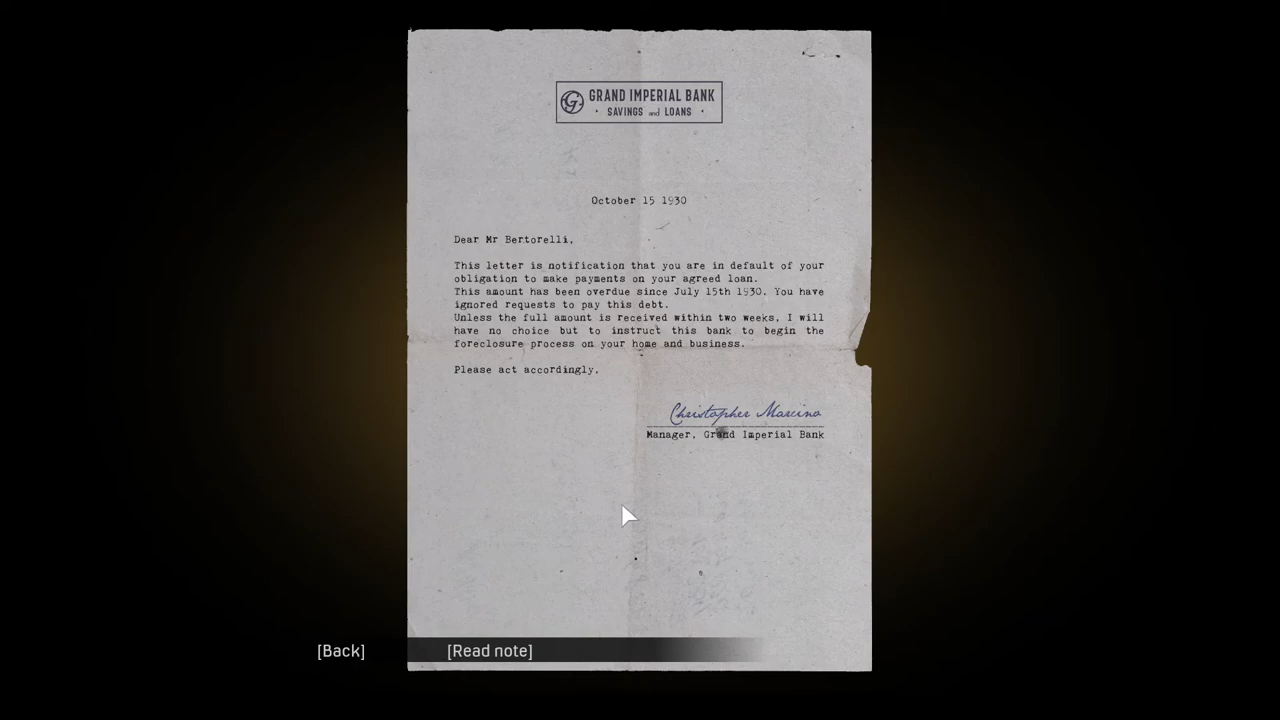 GRAND IMPERIAL BANK
· SAVINGS and LOANS ·
October 15 1930
Dear Mr Bertorelli,
This letter is notification that you are in default of your
obligation to make payments on your agreed loan.
This amount has been overdue since July 15th 1930. You have
ignored requests to pay this debt.
Unless the full amount is received within two weeks, I will
have no choice but to instruct this bank to begin the
foreclosure process on your home and business.
Please act accordingly.
Christopher Marcino
Manager, Grand Imperial Bank
[Back] [Read note]